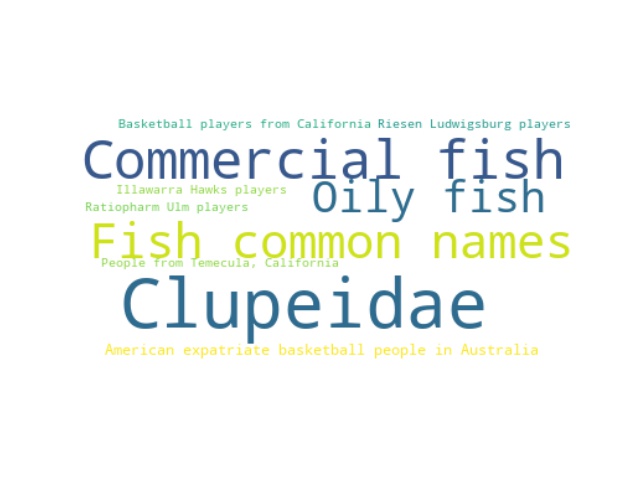 Basketball players from California
Riesen Ludwigsburg players
Commercial fish
Illawarra Hawks players
Oily fish
Ratiopharm Ulm players
Fish common names
People from Temecula, California
Clupeidae
American expatriate basketball people in Australia